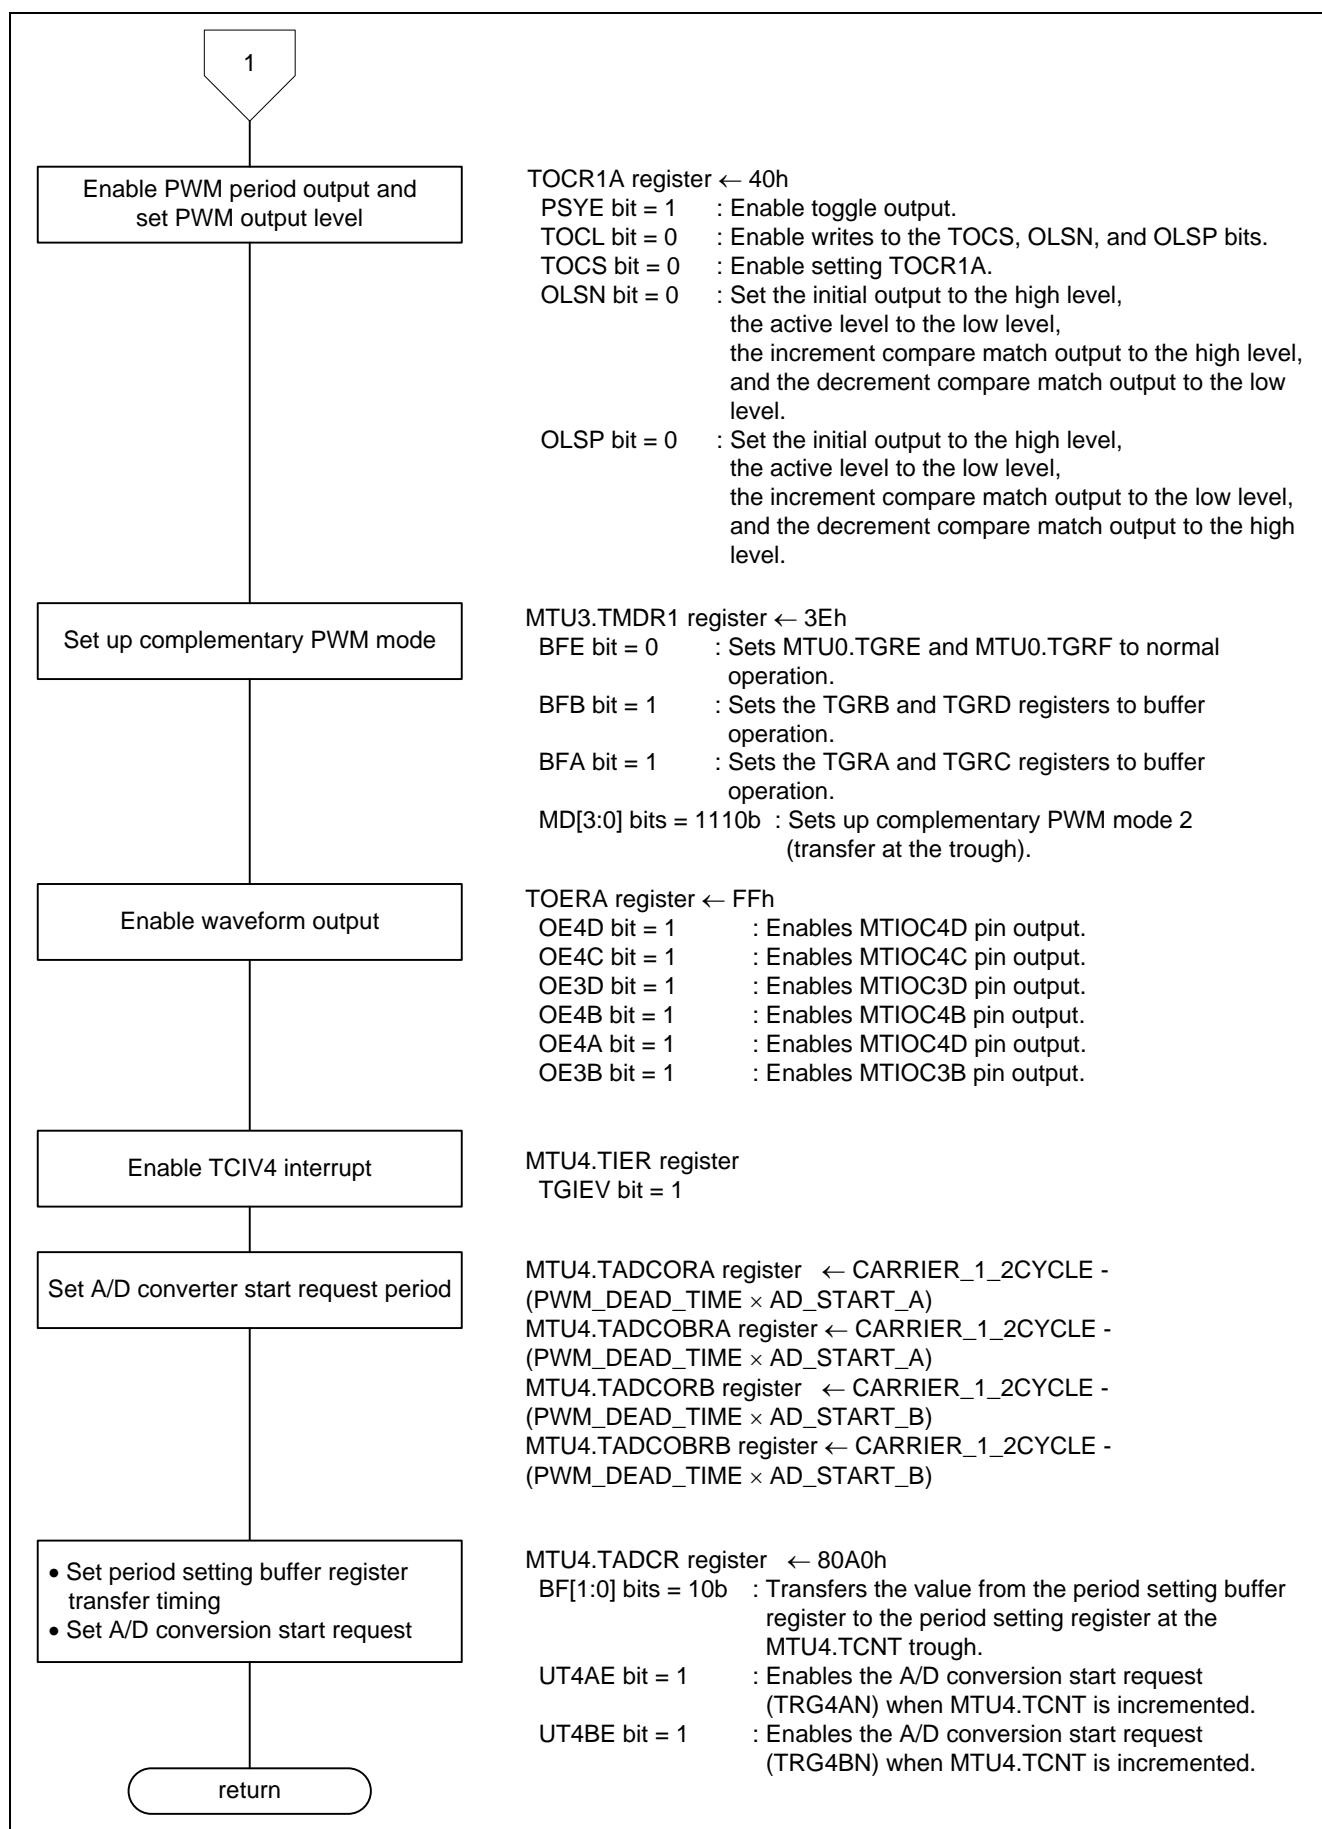 1
Enable PWM period output and
set PWM output level
TOCR1A register ← 40h
PSYE bit = 1 : Enable toggle output.
TOCL bit = 0 : Enable writes to the TOCS, OLSN, and OLSP bits.
TOCS bit = 0 : Enable setting TOCR1A.
OLSN bit = 0 : Set the initial output to the high level,
the active level to the low level,
the increment compare match output to the high level,
and the decrement compare match output to the low
level.
OLSP bit = 0 : Set the initial output to the high level,
the active level to the low level,
the increment compare match output to the low level,
and the decrement compare match output to the high
level.
Set up complementary PWM mode
MTU3.TMDR1 register ← 3Eh
BFE bit = 0 : Sets MTU0.TGRE and MTU0.TGRF to normal
operation.
BFB bit = 1 : Sets the TGRB and TGRD registers to buffer
operation.
BFA bit = 1 : Sets the TGRA and TGRC registers to buffer
operation.
MD[3:0] bits = 1110b : Sets up complementary PWM mode 2
(transfer at the trough).
Enable waveform output
TOERA register ← FFh
OE4D bit = 1 : Enables MTIOC4D pin output.
OE4C bit = 1 : Enables MTIOC4C pin output.
OE3D bit = 1 : Enables MTIOC3D pin output.
OE4B bit = 1 : Enables MTIOC4B pin output.
OE4A bit = 1 : Enables MTIOC4D pin output.
OE3B bit = 1 : Enables MTIOC3B pin output.
Enable TCIV4 interrupt
MTU4.TIER register
TGIEV bit = 1
Set A/D converter start request period
MTU4.TADCORA register ← CARRIER_1_2CYCLE -
(PWM_DEAD_TIME × AD_START_A)
MTU4.TADCOBRA register ← CARRIER_1_2CYCLE -
(PWM_DEAD_TIME × AD_START_A)
MTU4.TADCORB register ← CARRIER_1_2CYCLE -
(PWM_DEAD_TIME × AD_START_B)
MTU4.TADCOBRB register ← CARRIER_1_2CYCLE -
(PWM_DEAD_TIME × AD_START_B)
• Set period setting buffer register
transfer timing
• Set A/D conversion start request
MTU4.TADCR register ← 80A0h
BF[1:0] bits = 10b : Transfers the value from the period setting buffer
register to the period setting register at the
MTU4.TCNT trough.
UT4AE bit = 1 : Enables the A/D conversion start request
(TRG4AN) when MTU4.TCNT is incremented.
UT4BE bit = 1 : Enables the A/D conversion start request
(TRG4BN) when MTU4.TCNT is incremented.
return